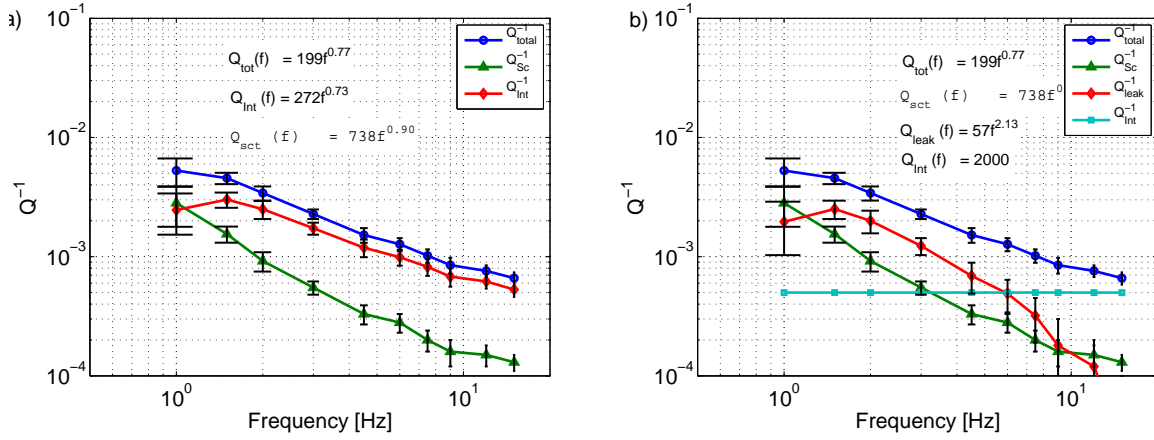 a)
Q_tot(f) = 199f^0.77
Q_Int (f) = 272f^0.73
Q_sct (f) = 738f^0.90
Q^-1_total
Q^-1_Sc
Q^-1_Int
10^-1
10^-2
10^-3
10^-4
Q^-1
10^0
10^1
Frequency [Hz]
b)
Q_tot(f) = 199f^0.77
Q_sct (f) = 738f^0
Q_leak (f) = 57f^2.13
Q_Int (f) = 2000
Q^-1_total
Q^-1_Sc
Q^-1_leak
Q^-1_Int
10^-1
10^-2
10^-3
10^-4
Q^-1
10^0
10^1
Frequency [Hz]